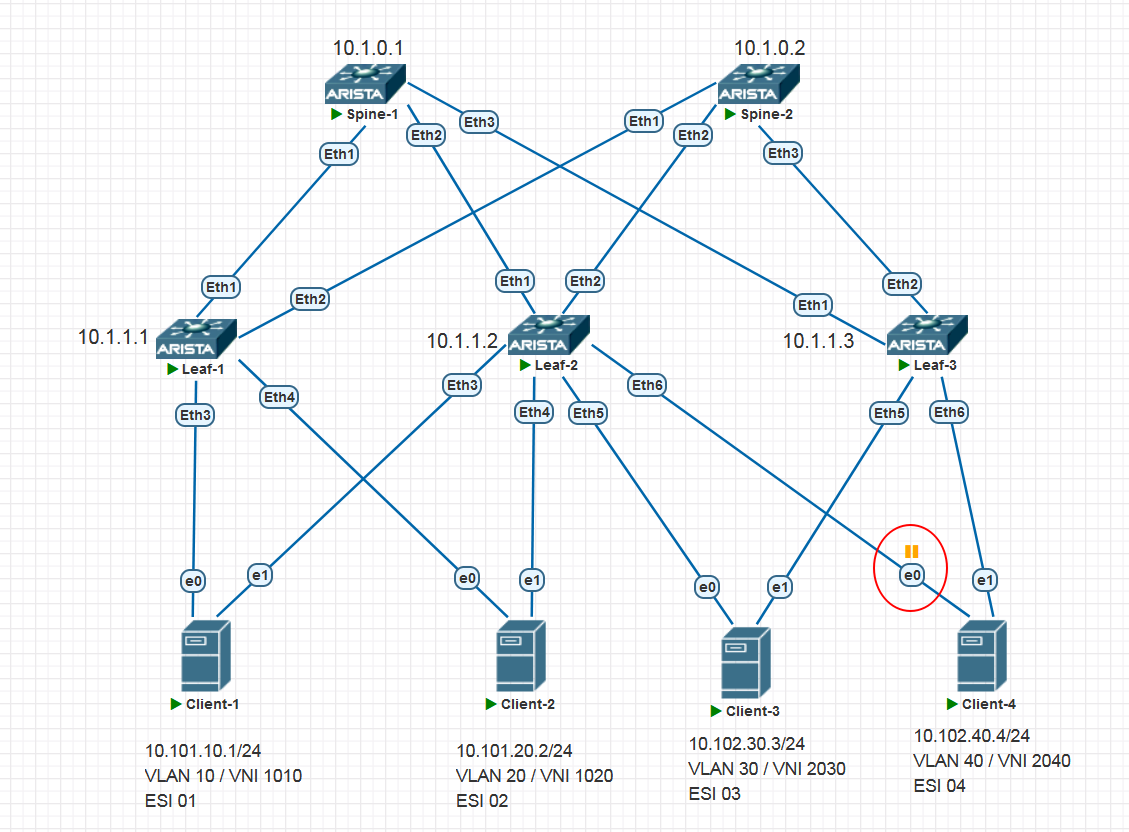 10.1.0.1
10.1.0.2
ARISTA
ARISTA
Spine-1
Spine-2
Eth3
Eth1
Eth2
Eth2
Eth1
Eth3
Eth1
Eth2
Eth1
Eth2
Eth2
Eth1
10.1.1.1
10.1.1.2
10.1.1.3
ARISTA
ARISTA
ARISTA
Leaf-1
Leaf-2
Leaf-3
Eth3
Eth4
Eth3
Eth4
Eth5
Eth6
Eth5
Eth6
e0
e1
e0
e1
e0
e1
e0
e1
Client-1
Client-2
Client-3
Client-4
10.101.10.1/24
VLAN 10 / VNI 1010
ESI 01
10.101.20.2/24
VLAN 20 / VNI 1020
ESI 02
10.102.30.3/24
VLAN 30 / VNI 2030
ESI 03
10.102.40.4/24
VLAN 40 / VNI 2040
ESI 04